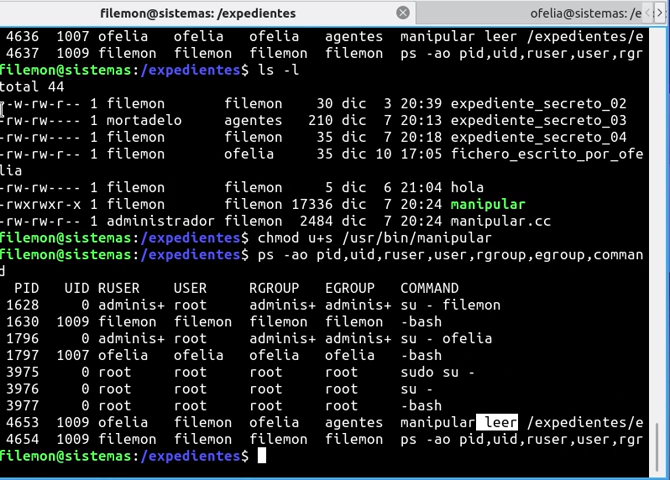 filemon@sistemas: /expedientes
ofelia@sistemas: /e
4636 1007 ofelia ofelia ofelia agentes manipular leer /expedientes/e
4637 1009 filemon filemon filemon filemon ps -ao pid,uid,ruser,user,rgr
filemon@sistemas:/expedientes$ ls -l
total 44
-rw-rw-r-- 1 filemon filemon 30 dic 3 20:39 expediente_secreto_02
-rw-rw---- 1 mortadelo agentes 210 dic 7 20:13 expediente_secreto_03
-rw-rw---- 1 filemon filemon 35 dic 7 20:18 expediente_secreto_04
-rw-rw-r-- 1 filemon ofelia 35 dic 10 17:05 fichero_escrito_por_ofe
lia
-rw-rw---- 1 filemon filemon 5 dic 6 21:04 hola
-rwxrwxr-x 1 filemon filemon 17336 dic 7 20:24 manipular
-rw-rw---- 1 administrador filemon 2484 dic 7 20:24 manipular.cc
filemon@sistemas:/expedientes$ chmod u+s /usr/bin/manipular
filemon@sistemas:/expedientes$ ps -ao pid,uid,ruser,user,rgroup,egroup,comman
d
PID UID RUSER USER RGROUP EGROUP COMMAND
1628 0 adminis+ root adminis+ adminis+ su - filemon
1630 1009 filemon filemon filemon filemon -bash
1796 0 adminis+ root adminis+ adminis+ su - ofelia
1797 1007 ofelia ofelia ofelia ofelia -bash
3975 0 root root root root sudo su -
3976 0 root root root root su -
3977 0 root root root root -bash
4653 1009 ofelia filemon ofelia agentes manipular leer /expedientes/e
4654 1009 filemon filemon filemon filemon ps -ao pid,uid,ruser,user,rgr
filemon@sistemas:/expedientes$